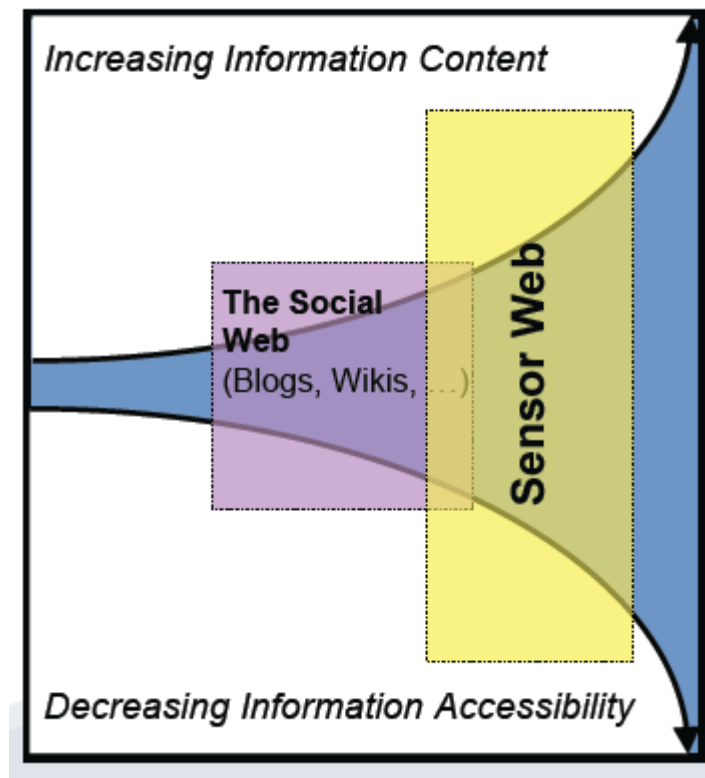 Increasing Information Content
The Social
Web
(Blogs, Wikis, ...)
Sensor Web
Decreasing Information Accessibility